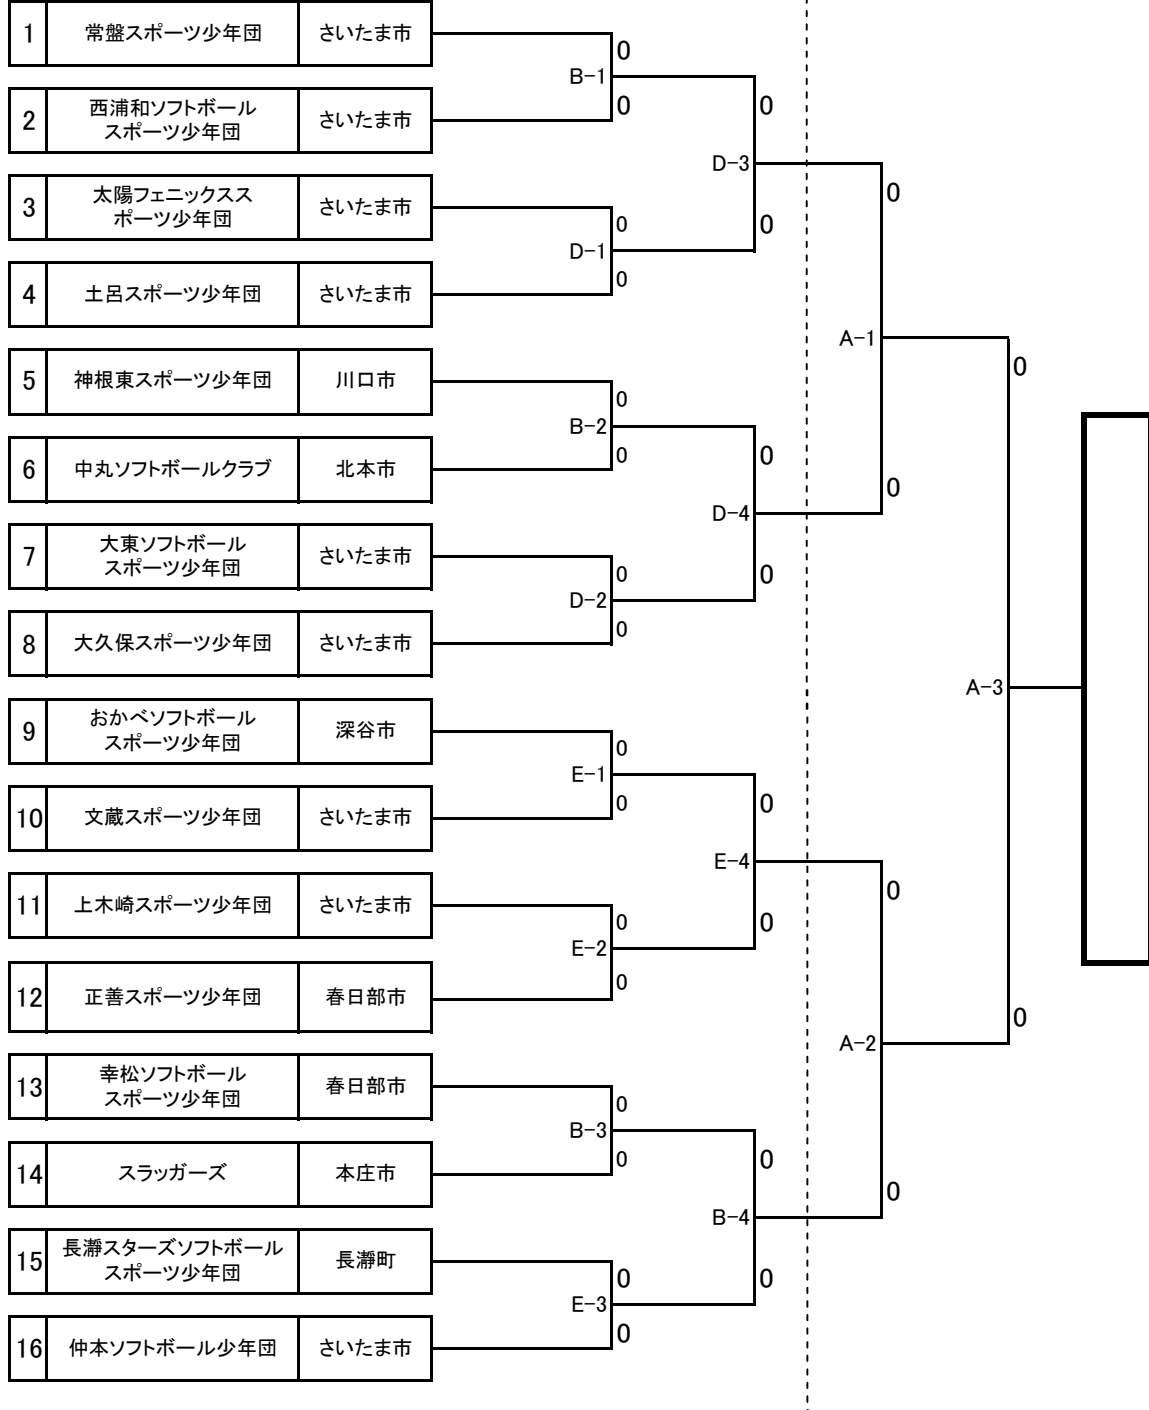 1 常盤スポーツ少年団 さいたま市
0
B-1
2 西浦和ソフトボール
スポーツ少年団 さいたま市
0
0
D-3
0
3 太陽フェニックスス
ポーツ少年団 さいたま市
0
0
D-1
4 土呂スポーツ少年団 さいたま市
0
A-1
0
5 神根東スポーツ少年団 川口市
0
B-2
6 中丸ソフトボールクラブ 北本市
0
0
0
D-4
7 大東ソフトボール
スポーツ少年団 さいたま市
0
0
D-2
8 大久保スポーツ少年団 さいたま市
0
A-3
9 おかべソフトボール
スポーツ少年団 深谷市
0
E-1
10 文蔵スポーツ少年団 さいたま市
0
0
E-4
0
11 上木崎スポーツ少年団 さいたま市
0
0
E-2
12 正善スポーツ少年団 春日部市
0
0
A-2
13 幸松ソフトボール
スポーツ少年団 春日部市
0
B-3
14 スラッガーズ 本庄市
0
0
0
B-4
15 長瀞スターズソフトボール
スポーツ少年団 長瀞町
0
0
E-3
16 仲本ソフトボール少年団 さいたま市
0